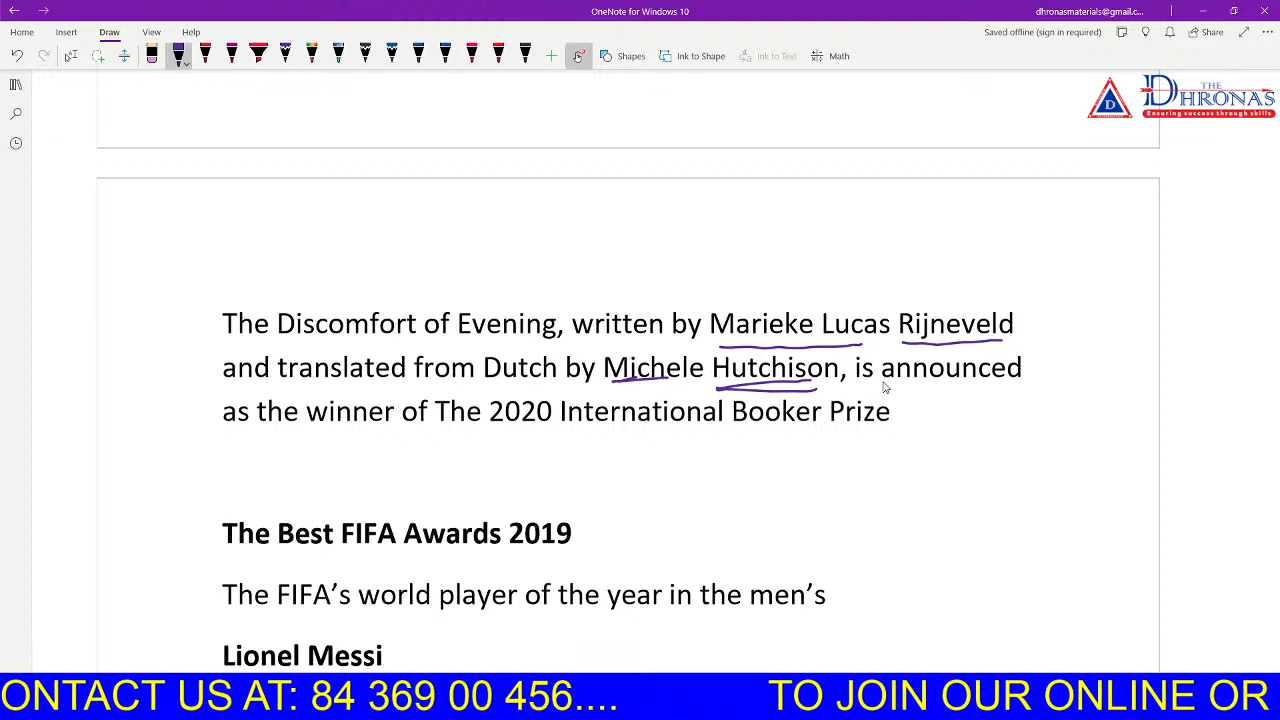 OneNote for Windows 10
dhronasmaterials@gmail.c...
Home Insert Draw View Help
Saved offline (sign in required)
Share
Shapes Ink to Shape Ink to Text Math
THE
DHRONAS
Ensuring success through skills
D
The Discomfort of Evening, written by Marieke Lucas Rijneveld
and translated from Dutch by Michele Hutchison, is announced
as the winner of The 2020 International Booker Prize
The Best FIFA Awards 2019
The FIFA’s world player of the year in the men’s
Lionel Messi
ONTACT US AT: 84 369 00 456.... TO JOIN OUR ONLINE OR